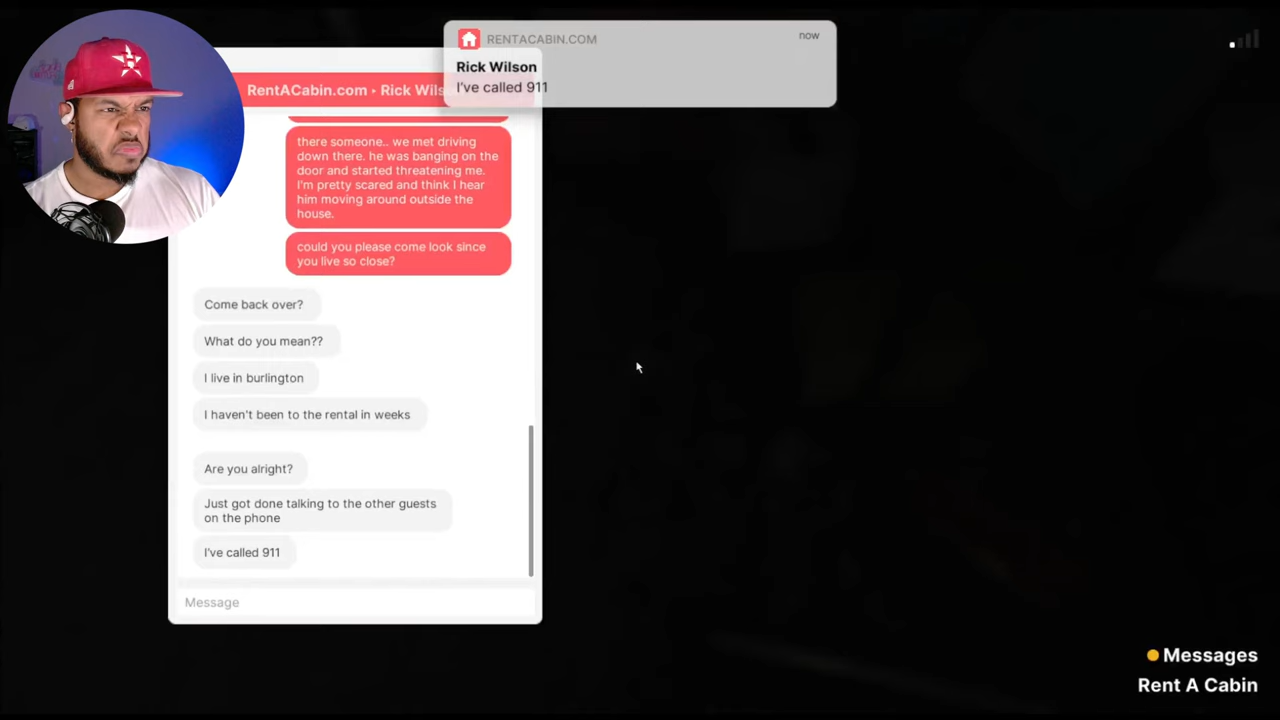 RENTACABIN.COM
now
Rick Wilson
I've called 911
RentACabin.com ▸ Rick Wils
there someone.. we met driving
down there. he was banging on the
door and started threatening me.
I'm pretty scared and think I hear
him moving around outside the
house.
could you please come look since
you live so close?
Come back over?
What do you mean??
I live in burlington
I haven't been to the rental in weeks
Are you alright?
Just got done talking to the other guests
on the phone
I've called 911
Message
Messages
Rent A Cabin